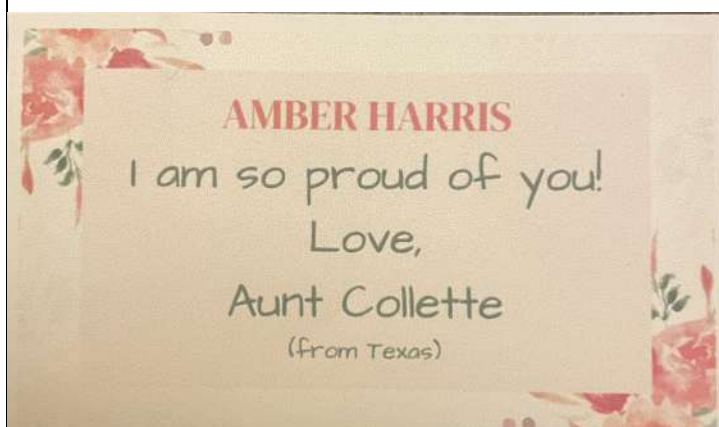 AMBER HARRIS
I am so proud of you!
Love,
Aunt Collette
(from Texas)